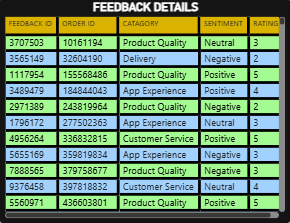 FEEDBACK DETAILS
FEEDBACK ID ORDER ID CATAGORY SENTIMENT RATING
3707503 10161194 Product Quality Neutral 3
3565149 32604190 Delivery Negative 2
1117954 155568486 Product Quality Positive 5
3489479 184844043 App Experience Positive 4
2971389 243819964 Product Quality Negative 2
1796172 277502363 App Experience Neutral 3
4956264 336832815 Customer Service Positive 5
5655169 359819834 App Experience Negative 3
7888565 379758677 Product Quality Negative 3
9376458 397818832 Customer Service Neutral 4
5560971 436603801 Product Quality Positive 5